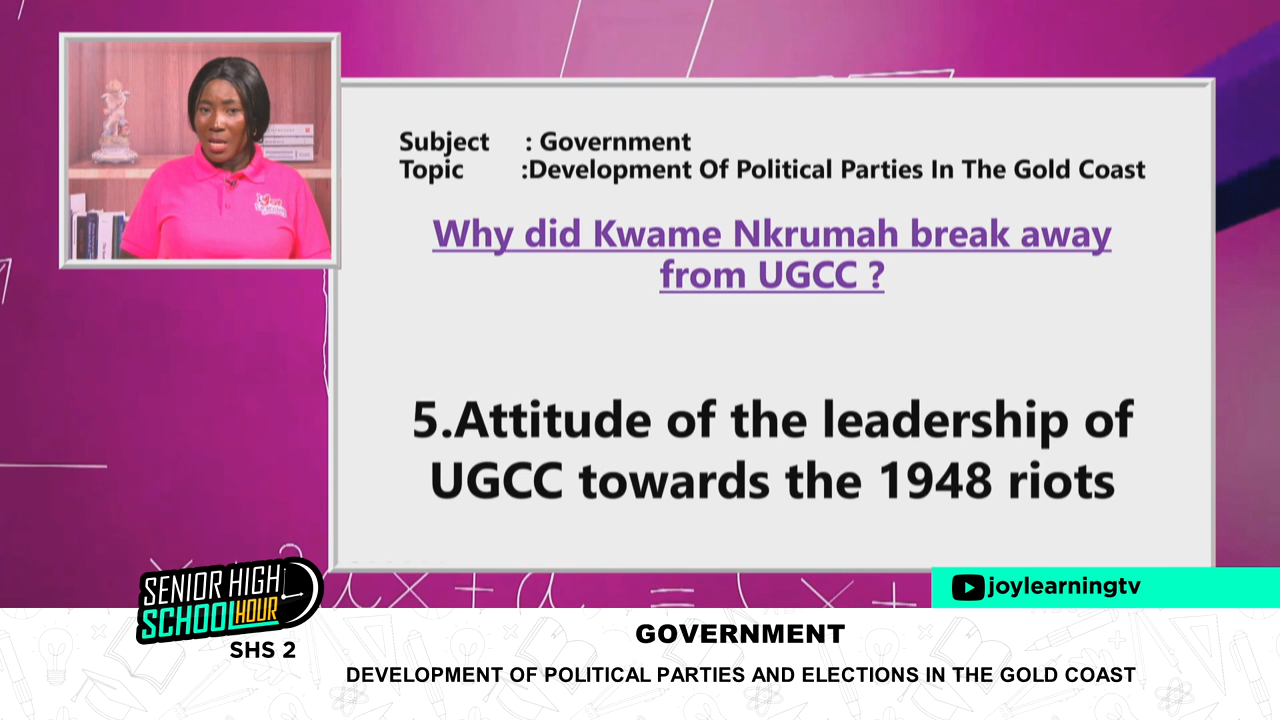 Subject : Government
Topic :Development Of Political Parties In The Gold Coast
Why did Kwame Nkrumah break away
from UGCC ?
5.Attitude of the leadership of
UGCC towards the 1948 riots
joylearningtv
SENIOR HIGH
SCHOOL HOUR
SHS 2
GOVERNMENT
DEVELOPMENT OF POLITICAL PARTIES AND ELECTIONS IN THE GOLD COAST